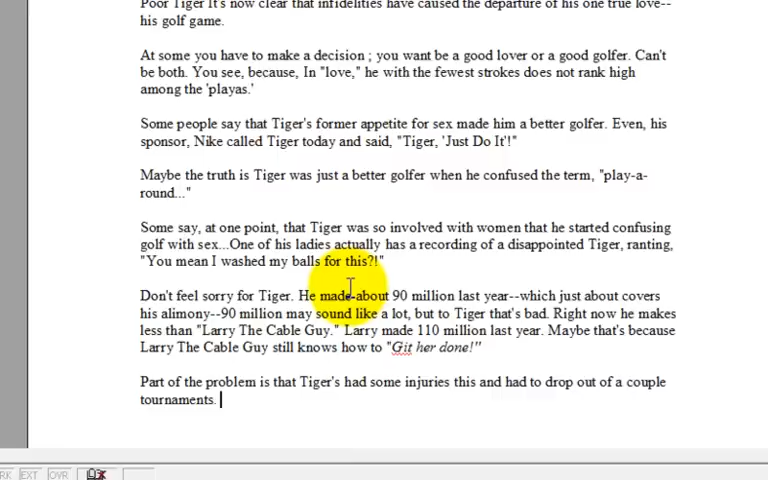 Poor Tiger It's now clear that infidelities have caused the departure of his one true love--
his golf game.
At some you have to make a decision ; you want be a good lover or a good golfer. Can't
be both. You see, because, In "love," he with the fewest strokes does not rank high
among the 'playas.'
Some people say that Tiger's former appetite for sex made him a better golfer. Even, his
sponsor, Nike called Tiger today and said, "Tiger, 'Just Do It'!"
Maybe the truth is Tiger was just a better golfer when he confused the term, "play-a-
round..."
Some say, at one point, that Tiger was so involved with women that he started confusing
golf with sex...One of his ladies actually has a recording of a disappointed Tiger, ranting,
"You mean I washed my balls for this?!"
Don't feel sorry for Tiger. He made about 90 million last year--which just about covers
his alimony--90 million may sound like a lot, but to Tiger that's bad. Right now he makes
less than "Larry The Cable Guy." Larry made 110 million last year. Maybe that's because
Larry The Cable Guy still knows how to "Git her done!"
Part of the problem is that Tiger's had some injuries this and had to drop out of a couple
tournaments.
RK EXT OVR